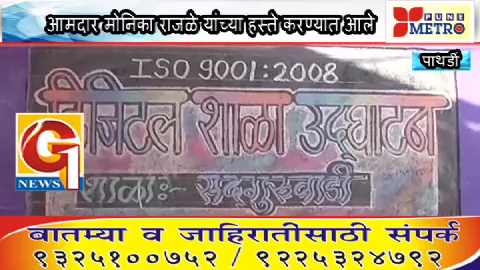 आमदार मोनिका राजळे यांच्या हस्ते करण्यात आले
PUNE
METRO
पाथर्डी
ISO 9001:2008
डिजिटल शाळा उद्घाटन
शाळा:- सद्गुरुवाडी
G
NEWS
बातम्या व जाहिरातीसाठी संपर्क
९३२५१००७५२ / ९२२५३२४७९२